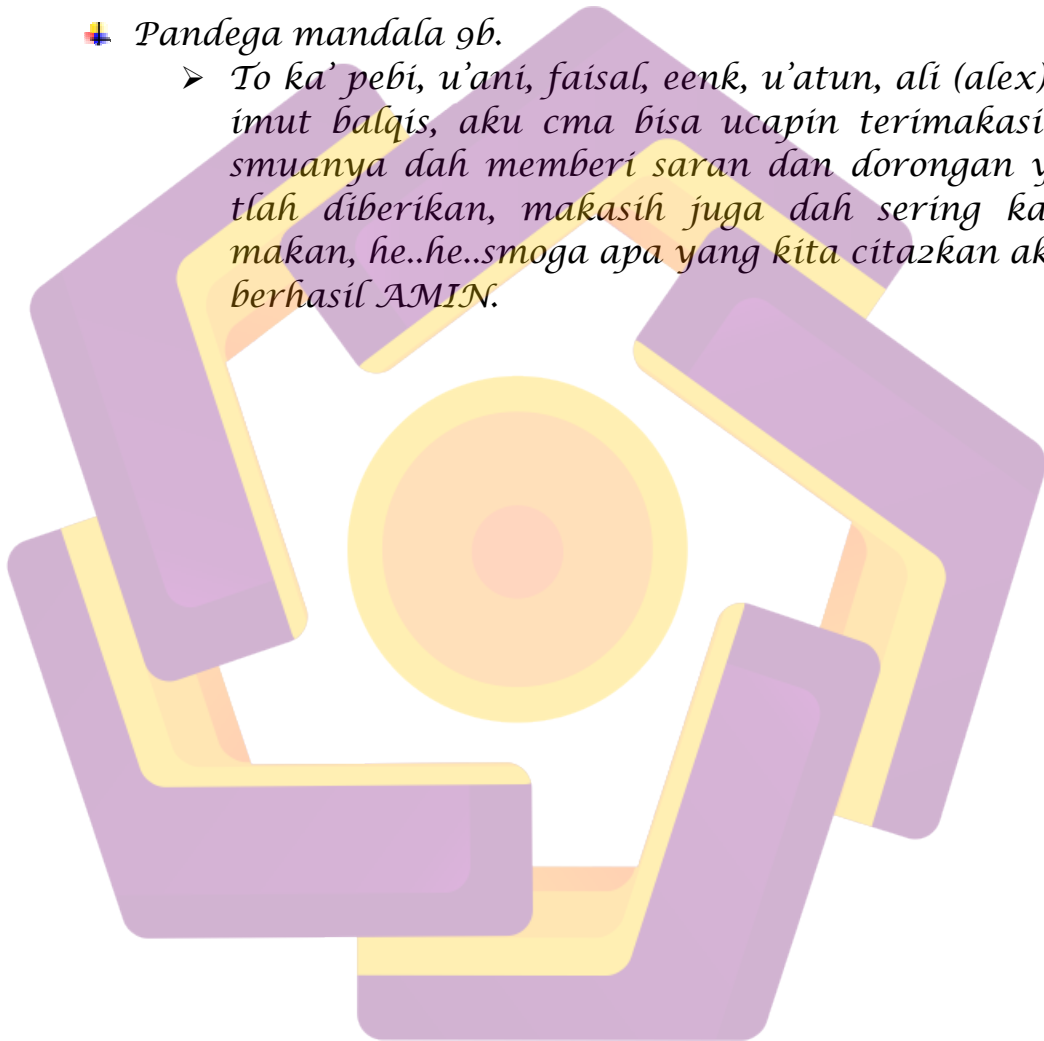 Pandega mandala 9b.
➢ To ka' pebi, u'ani, faisal, eenk, u'atun, ali (alex)
imut balqis, aku cma bisa ucapin terimakasi
smuanya dah memberi saran dan dorongan y
tlah diberikan, makasih juga dah sering ka
makan, he..he..smoga apa yang kita cita2kan ak
berhasil AMIN.